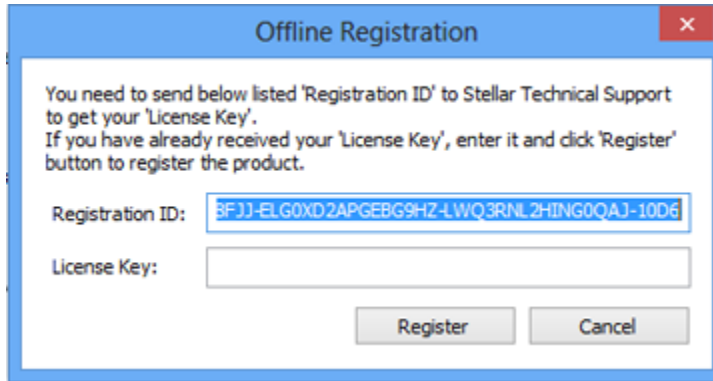 Offline Registration
You need to send below listed 'Registration ID' to Stellar Technical Support
to get your 'License Key'.
If you have already received your 'License Key', enter it and click 'Register'
button to register the product.
Registration ID: 3FJJ-ELG0XD2APGEBG9HZ-LWQ3RNL2HING0QAJ-10D6
License Key:
Register Cancel